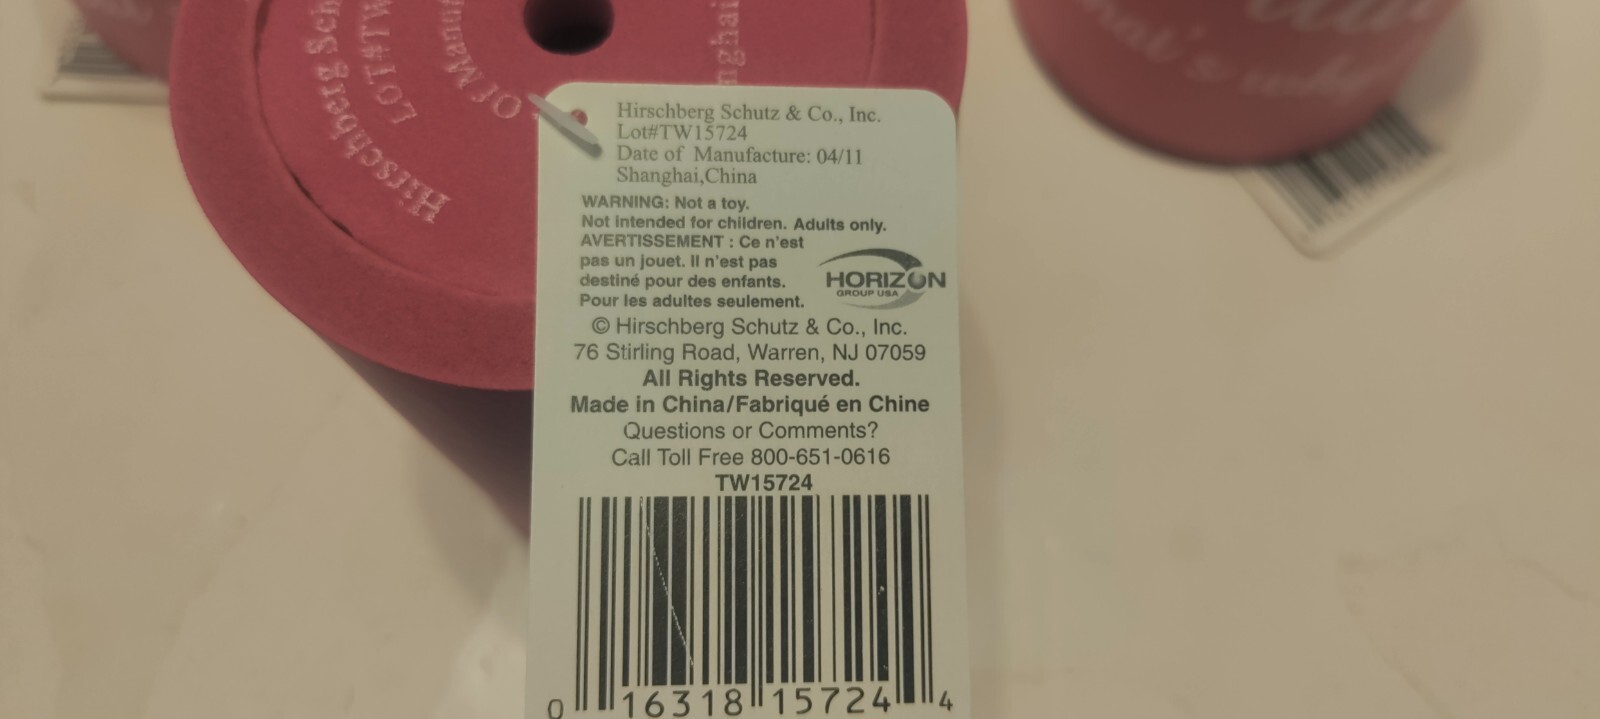 Hirschberg Sch
LOT#TW
Of Manu
nghai
hat's
Hirschberg Schutz & Co., Inc.
Lot#TW15724
Date of Manufacture: 04/11
Shanghai,China
WARNING: Not a toy.
Not intended for children. Adults only.
AVERTISSEMENT : Ce n'est
pas un jouet. Il n'est pas
destiné pour des enfants.
Pour les adultes seulement.
HORIZON
GROUP USA
© Hirschberg Schutz & Co., Inc.
76 Stirling Road, Warren, NJ 07059
All Rights Reserved.
Made in China/Fabriqué en Chine
Questions or Comments?
Call Toll Free 800-651-0616
TW15724
0 16318 15724 4